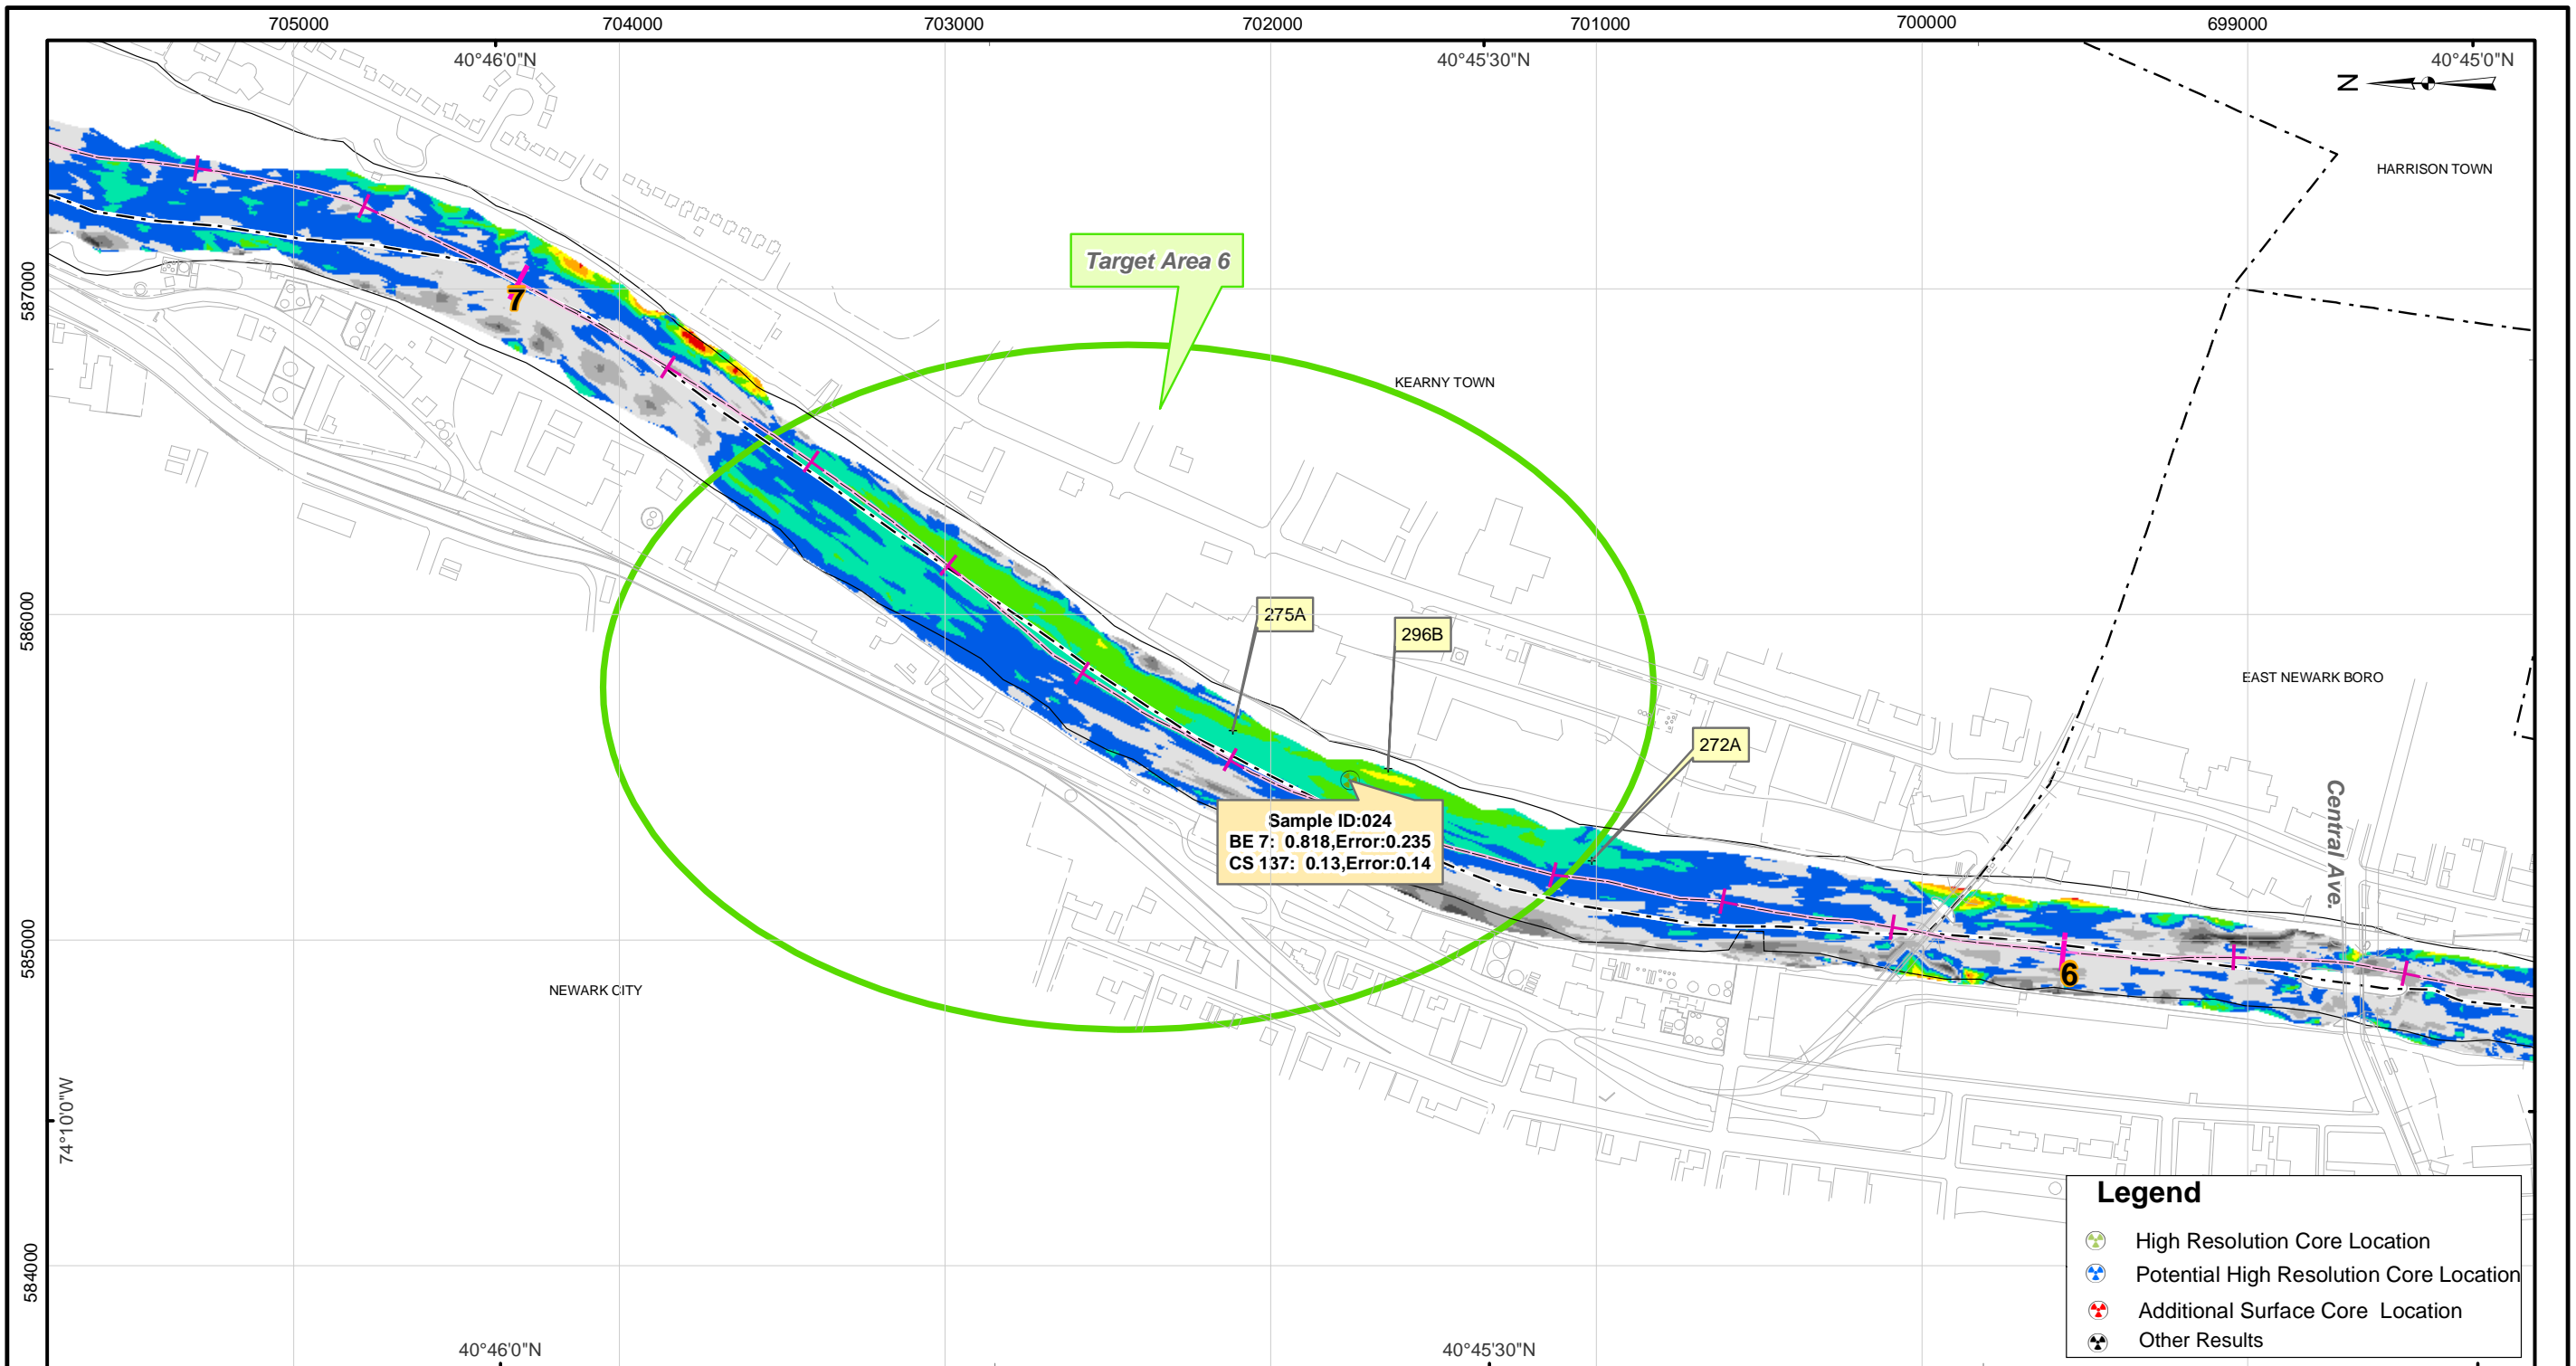 705000
704000
703000
702000
701000
700000
699000
40°46'0"N
40°45'30"N
40°45'0"N
N
HARRISON TOWN
Target Area 6
587000
7
KEARNY TOWN
586000
275A
296B
EAST NEWARK BORO
272A
Central Ave.
Sample ID:024
BE 7: 0.818,Error:0.235
CS 137: 0.13,Error:0.14
585000
6
NEWARK CITY
74°10'0"W
584000
Legend
High Resolution Core Location
Potential High Resolution Core Location
Additional Surface Core Location
Other Results
40°46'0"N
40°45'30"N